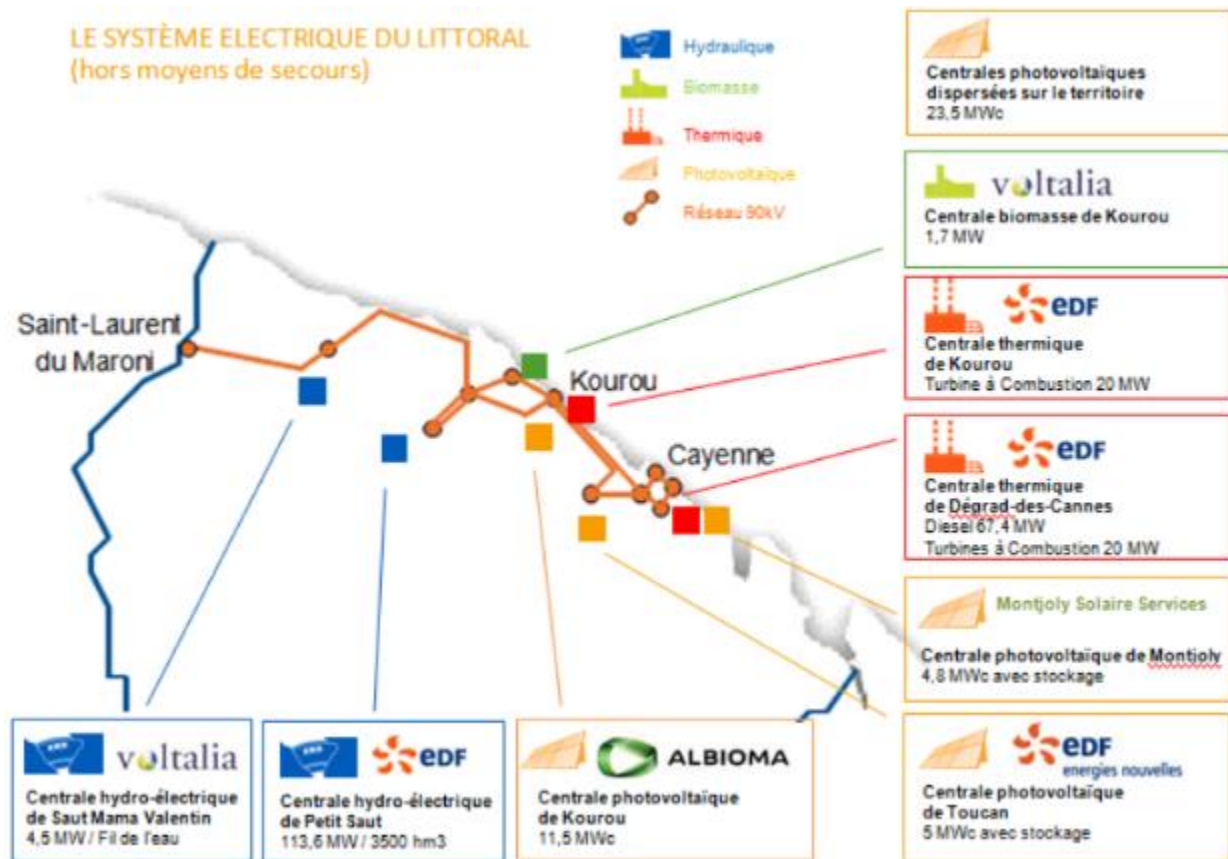 LE SYSTÈME ELECTRIQUE DU LITTORAL
(hors moyens de secours)
Hydraulique
Biomasse
Thermique
Photovoltaïque
Réseau 90kV
Centrales photovoltaïques
dispersées sur le territoire
23,5 MWc
voltalia
Centrale biomasse de Kourou
1,7 MW
eDF
Centrale thermique
de Kourou
Turbine à Combustion 20 MW
eDF
Centrale thermique
de Dégrad-des-Cannes
Diesel 67,4 MW
Turbines à Combustion 20 MW
Montjoly Solaire Services
Centrale photovoltaïque de Montjoly
4,8 MWc avec stockage
eDF
energies nouvelles
Centrale photovoltaïque
de Toucan
5 MWc avec stockage
Saint-Laurent
du Maroni
Kourou
Cayenne
voltalia
Centrale hydro-électrique
de Saut Mama Valentin
4,5 MW / Fil de l'eau
eDF
Centrale hydro-électrique
de Petit Saut
113,6 MW / 3500 hm3
ALBIOMA
Centrale photovoltaïque
de Kourou
11,5 MWc